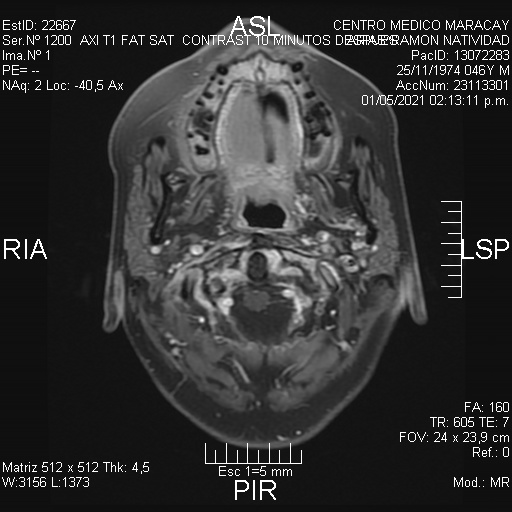 EstID: 22667
ASL
CENTRO MEDICO MARACAY
Ser.Nº 1200 AXI T1 FAT SAT CONTRAST 10 MINUTOS DESPUES
RAMON NATIVIDAD
Ima.Nº 1
PacID: 13072283
PE= --
25/11/1974 046Y M
NAq: 2 Loc: -40,5 Ax
AccNum: 23113301
01/05/2021 02:13:11 p.m.
RIA
LSP
FA: 160
TR: 605 TE: 7
FOV: 24 x 23,9 cm
Ref.: 0
Matriz 512 x 512 Thk: 4,5
Esc 1=5 mm
W:3156 L:1373
PIR
Mod.: MR